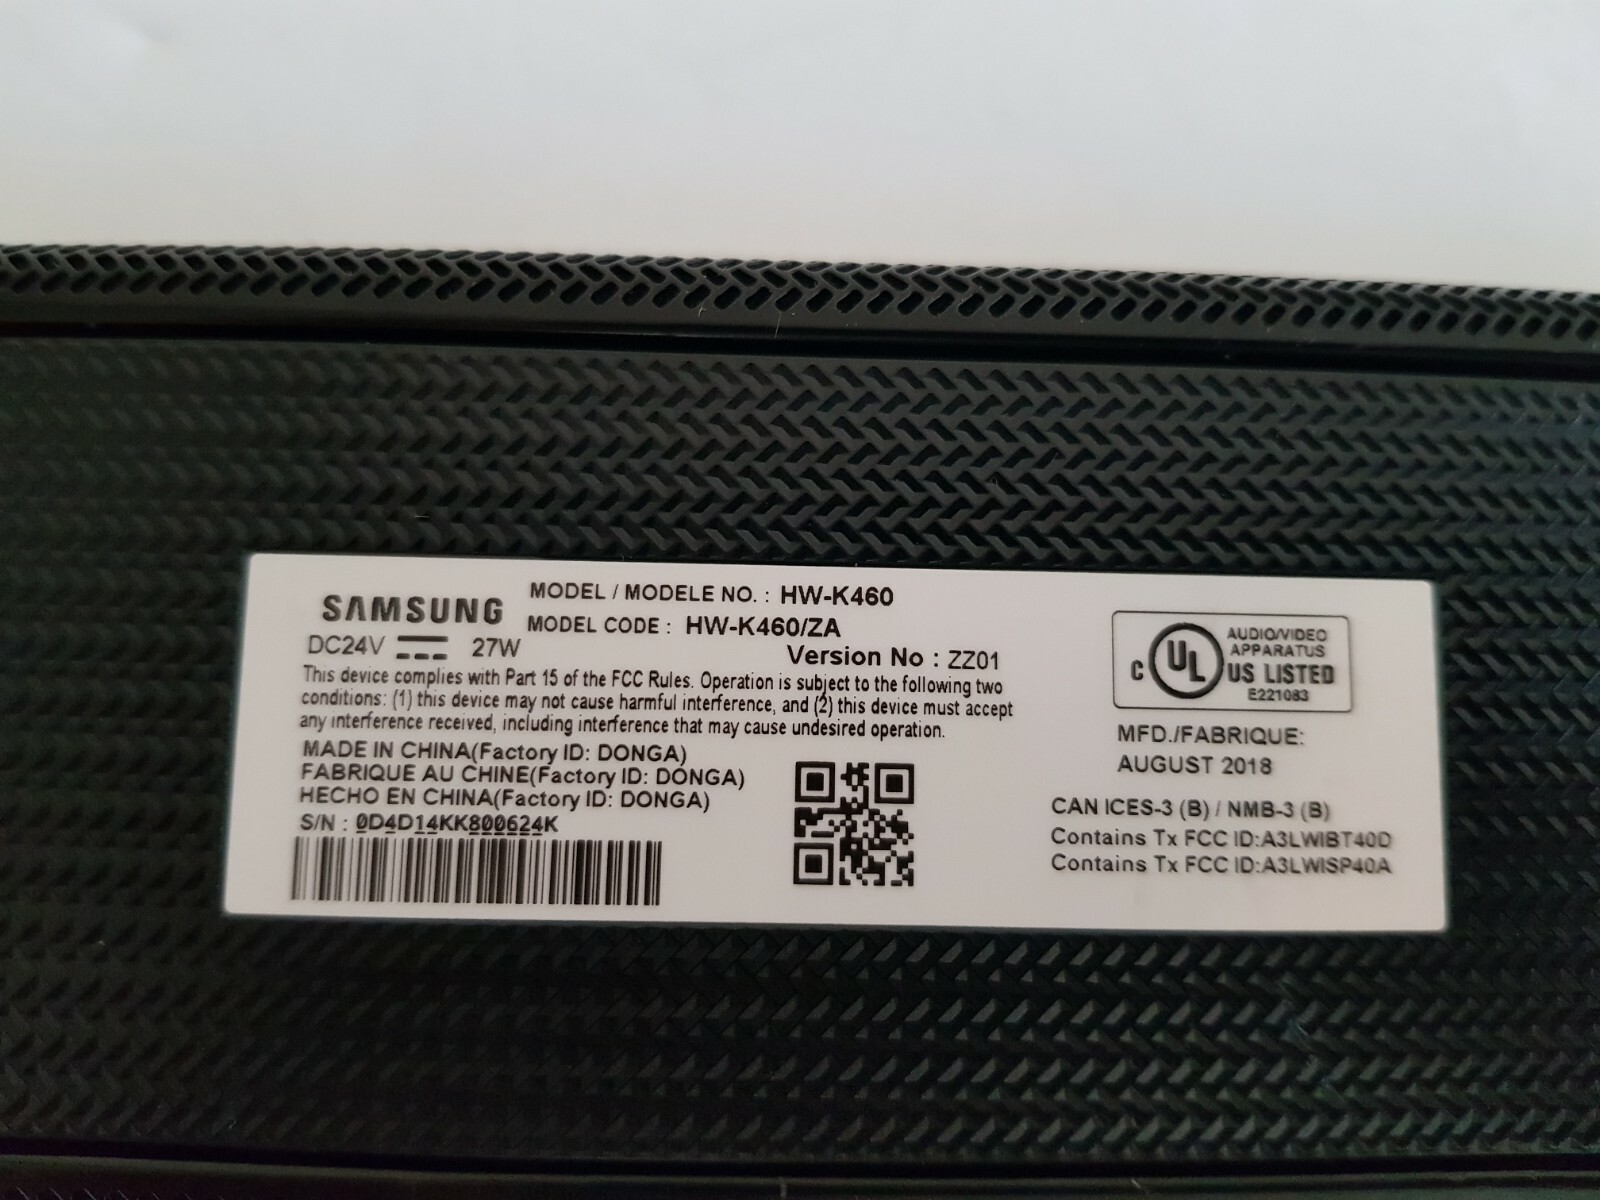 SAMSUNG
DC24V 27W
MODEL / MODELE NO. : HW-K460
MODEL CODE : HW-K460/ZA
Version No : ZZ01
This device complies with Part 15 of the FCC Rules. Operation is subject to the following two
conditions: (1) this device may not cause harmful interference, and (2) this device must accept
any interference received, including interference that may cause undesired operation.
MADE IN CHINA(Factory ID: DONGA)
FABRIQUE AU CHINE(Factory ID: DONGA)
HECHO EN CHINA(Factory ID: DONGA)
S/N : 0D4D14KK800624K
C UL US LISTED
AUDIO/VIDEO
APPARATUS
E221083
MFD./FABRIQUE:
AUGUST 2018
CAN ICES-3 (B) / NMB-3 (B)
Contains Tx FCC ID:A3LWIBT40D
Contains Tx FCC ID:A3LWISP40A